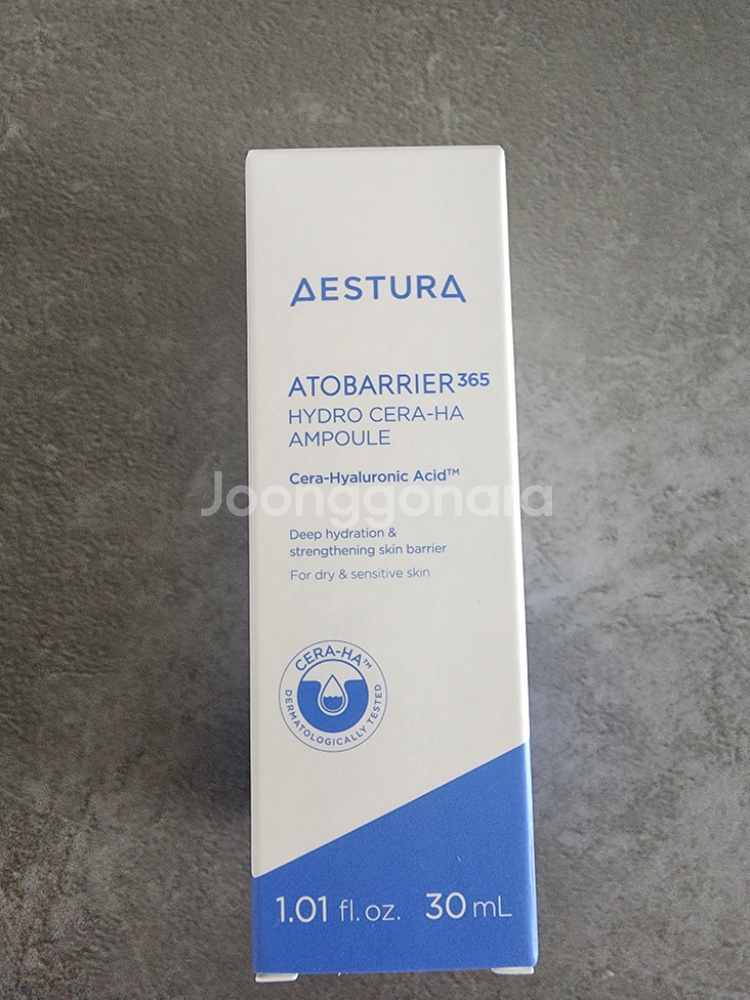 AESTURA
ATOBARRIER365
HYDRO CERA-HA
AMPOULE
Cera-Hyaluronic Acid™
Joonggonara
Deep hydration &
strengthening skin barrier
For dry & sensitive skin
CERA-HA™
DERMATOLOGICALLY TESTED
1.01 fl.oz. 30 mL